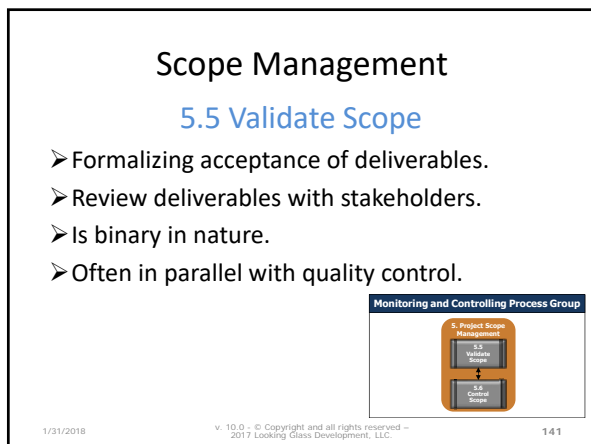 Scope Management
5.5 Validate Scope
➢Formalizing acceptance of deliverables.
➢Review deliverables with stakeholders.
➢Is binary in nature.
➢Often in parallel with quality control.
Monitoring and Controlling Process Group
5. Project Scope
Management
5.5
Validate
Scope
5.6
Control
Scope
1/31/2018
v. 10.0 - © Copyright and all rights reserved –
2017 Looking Glass Development, LLC.
141